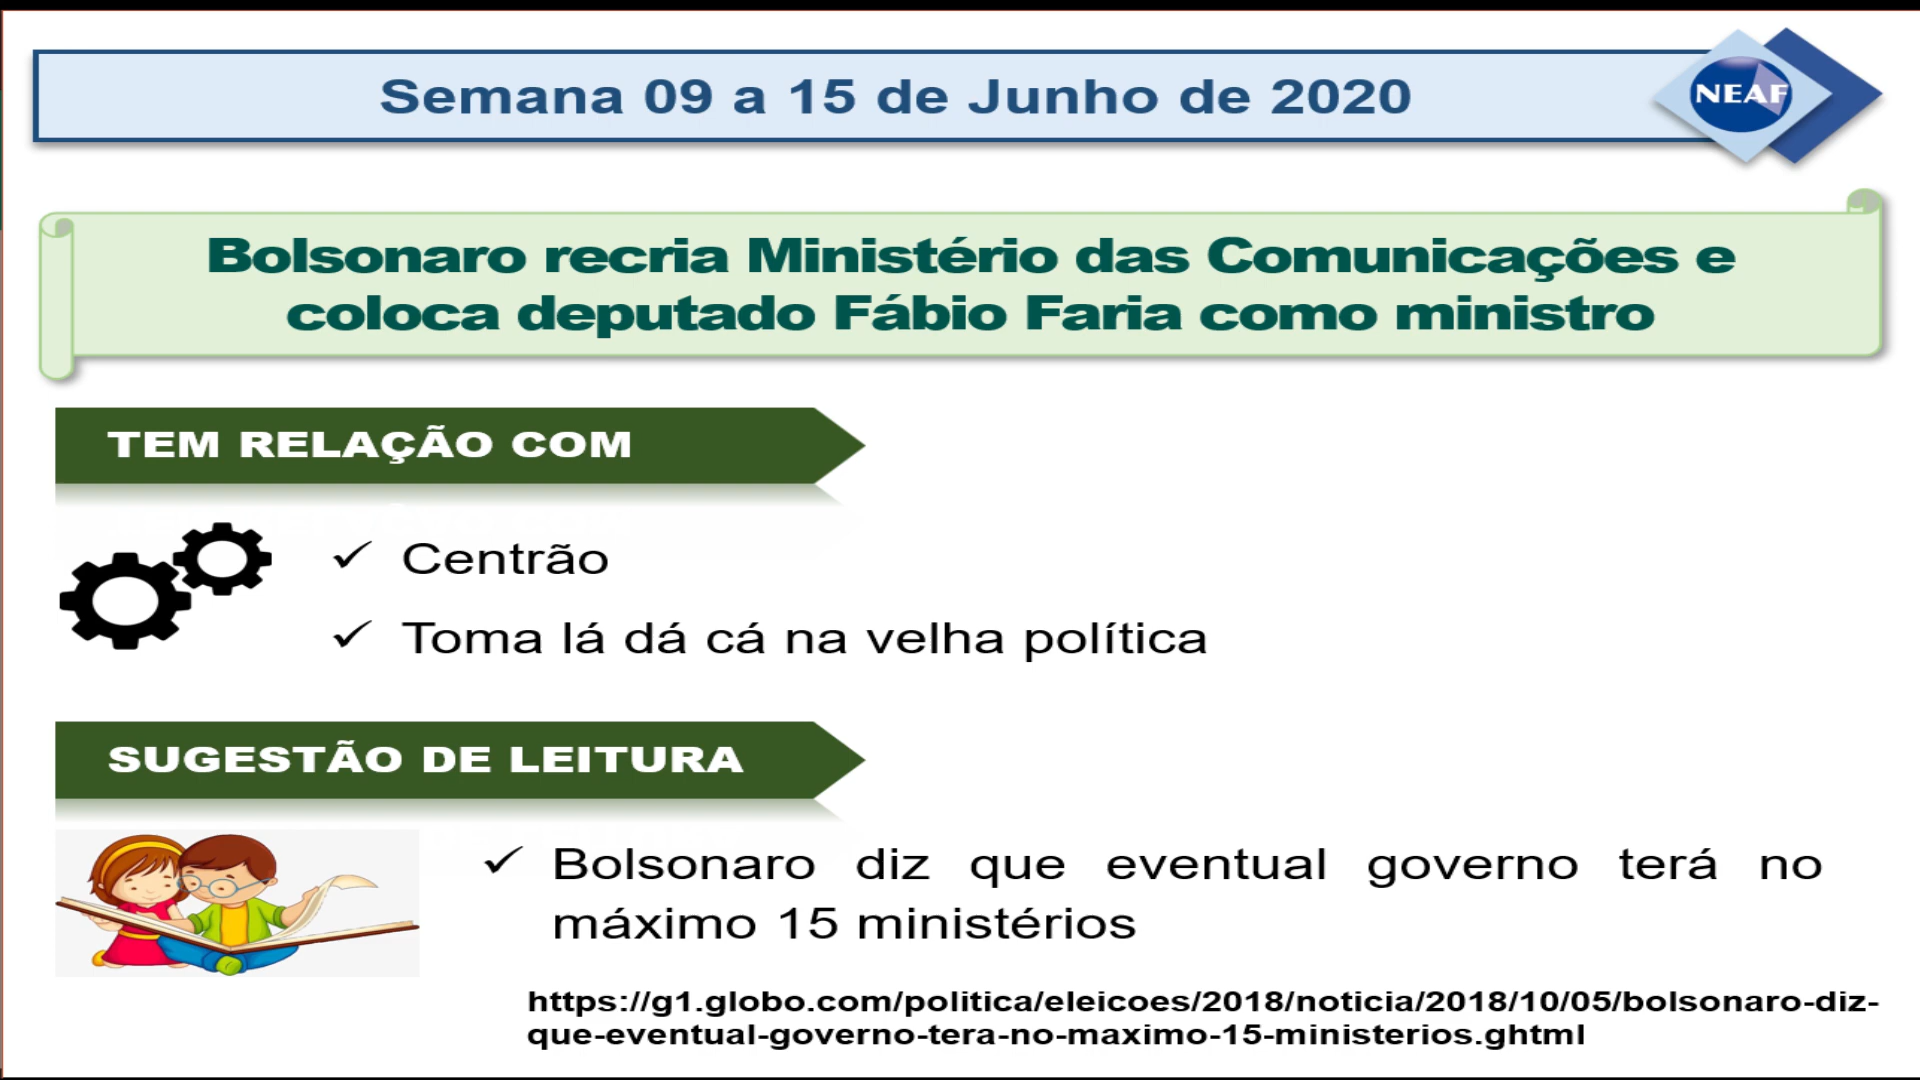 Semana 09 a 15 de Junho de 2020
NEAF
Bolsonaro recria Ministério das Comunicações e
coloca deputado Fábio Faria como ministro
TEM RELAÇÃO COM
✓ Centrão
✓ Toma lá dá cá na velha política
SUGESTÃO DE LEITURA
✓ Bolsonaro diz que eventual governo terá no
máximo 15 ministérios
https://g1.globo.com/politica/eleicoes/2018/noticia/2018/10/05/bolsonaro-diz-
que-eventual-governo-tera-no-maximo-15-ministerios.ghtml